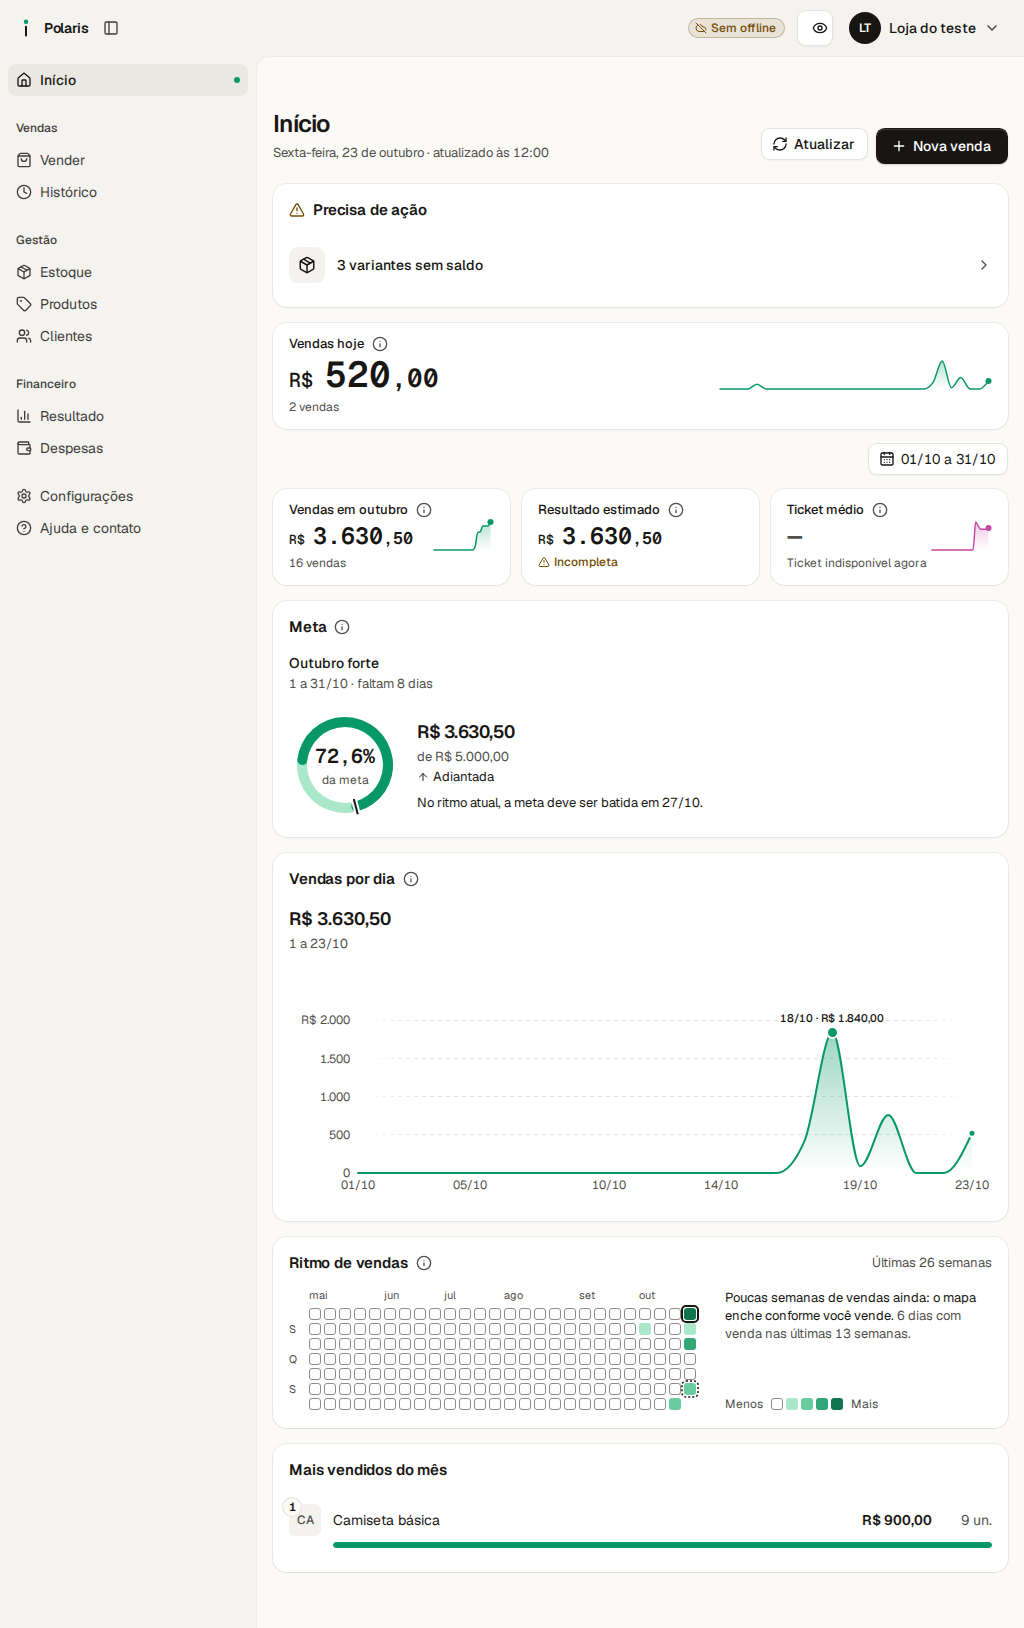 Polaris
Sem offline
LT Loja do teste
Início
Vendas
Vender
Histórico
Gestão
Estoque
Produtos
Clientes
Financeiro
Resultado
Despesas
Configurações
Ajuda e contato
Início
Sexta-feira, 23 de outubro · atualizado às 12:00
Atualizar
Nova venda
Precisa de ação
3 variantes sem saldo
Vendas hoje
R$ 520,00
2 vendas
01/10 a 31/10
Vendas em outubro
R$ 3.630,50
16 vendas
Resultado estimado
R$ 3.630,50
Incompleta
Ticket médio
—
Ticket indisponível agora
Meta
Outubro forte
1 a 31/10 · faltam 8 dias
72,6%
da meta
R$ 3.630,50
de R$ 5.000,00
Adiantada
No ritmo atual, a meta deve ser batida em 27/10.
Vendas por dia
R$ 3.630,50
1 a 23/10
18/10 · R$ 1.840,00
R$ 2.000
1.500
1.000
500
0
01/10 05/10 10/10 14/10 19/10 23/10
Ritmo de vendas
Últimas 26 semanas
mai jun jul ago set out
S
Q
S
Poucas semanas de vendas ainda: o mapa
enche conforme você vende. 6 dias com
venda nas últimas 13 semanas.
Menos Mais
Mais vendidos do mês
1
CA
Camiseta básica
R$ 900,00
9 un.